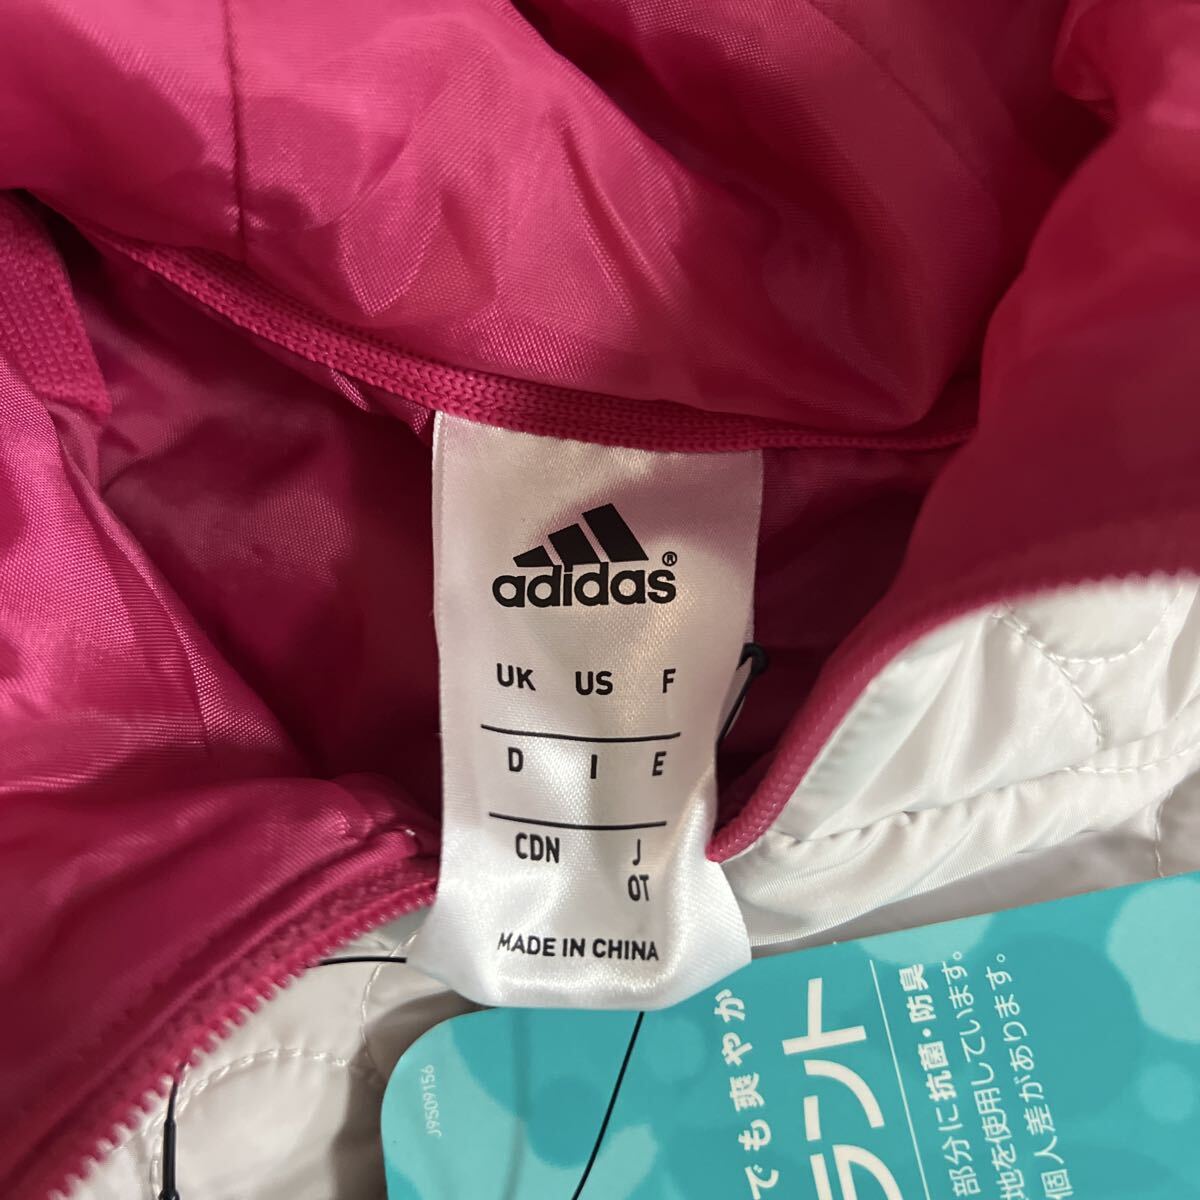 adidas®
UK US F
D I E
CDN J
OT
MADE IN CHINA
J9509156
でも爽やか
ラント
部分に抗菌・防臭
地を使用しています。
個人差があります。